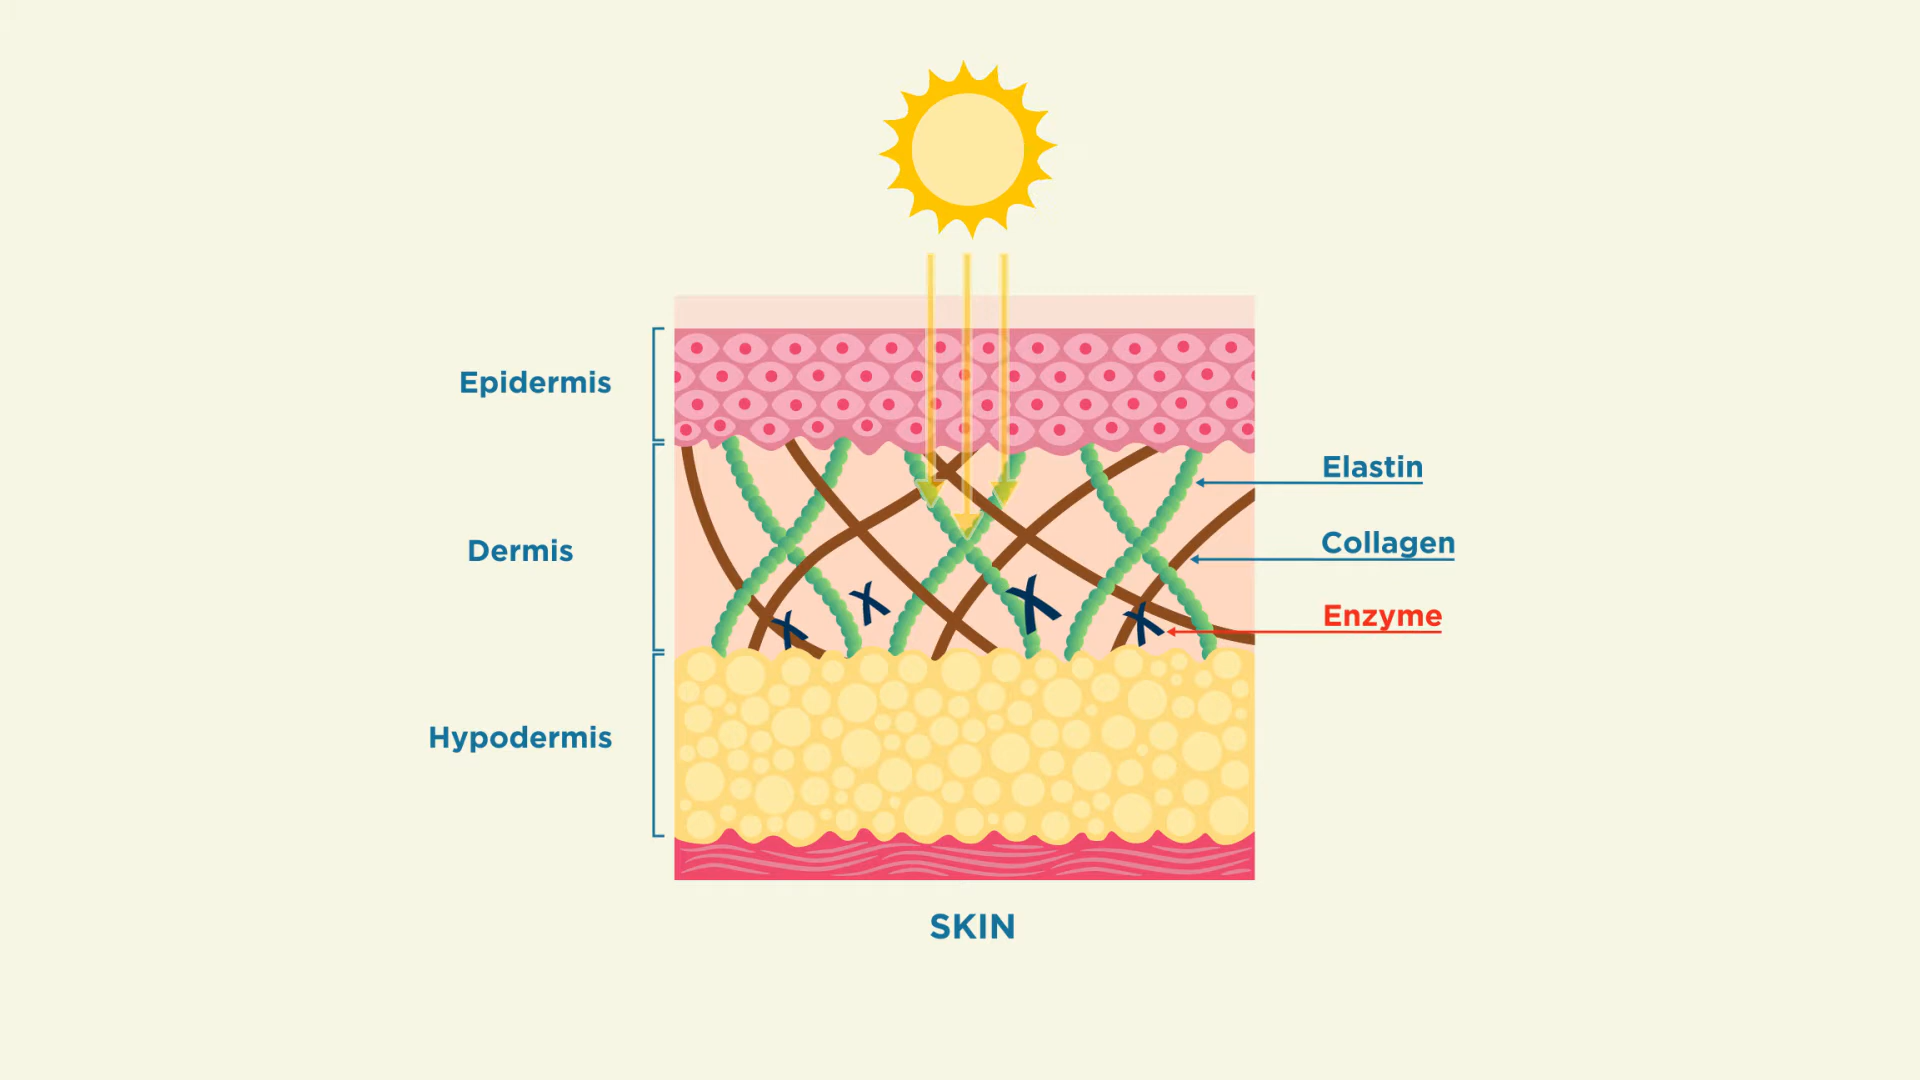 Epidermis
Elastin
Collagen
Dermis
Enzyme
Hypodermis
SKIN